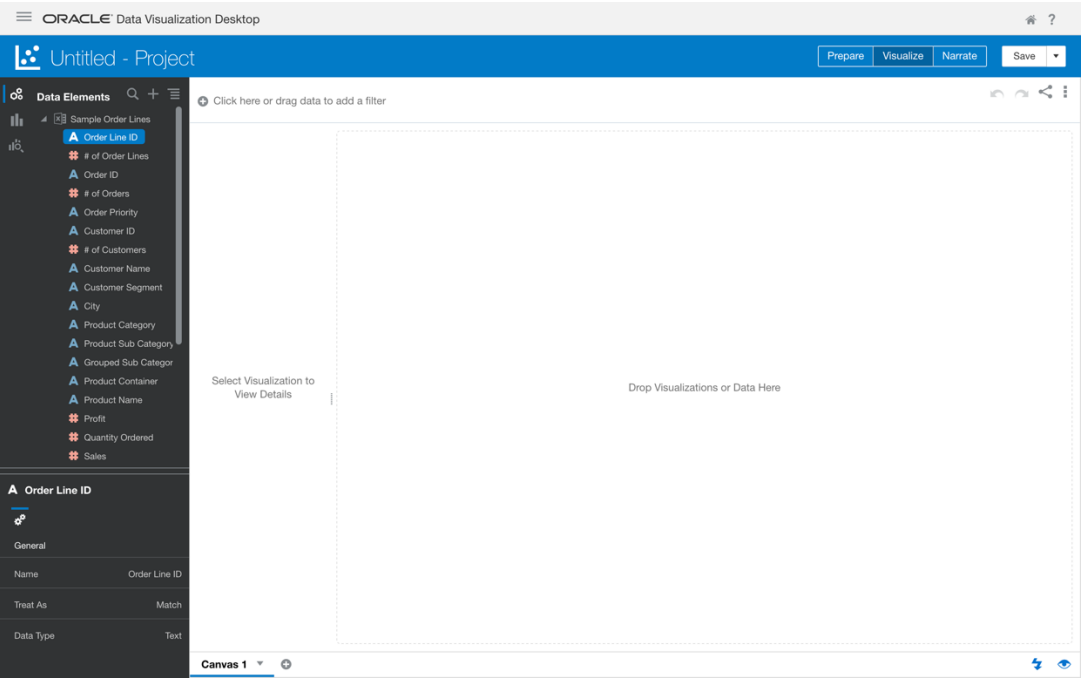 ORACLE Data Visualization Desktop
?
Untitled - Project
Prepare
Visualize
Narrate
Save
Data Elements
Click here or drag data to add a filter
Sample Order Lines
A Order Line ID
# # of Order Lines
A Order ID
# # of Orders
A Order Priority
A Customer ID
# # of Customers
A Customer Name
A Customer Segment
A City
A Product Category
A Product Sub Category
A Grouped Sub Categor
A Product Container
A Product Name
# Profit
# Quantity Ordered
# Sales
Select Visualization to
View Details
Drop Visualizations or Data Here
A Order Line ID
General
Name Order Line ID
Treat As Match
Data Type Text
Canvas 1